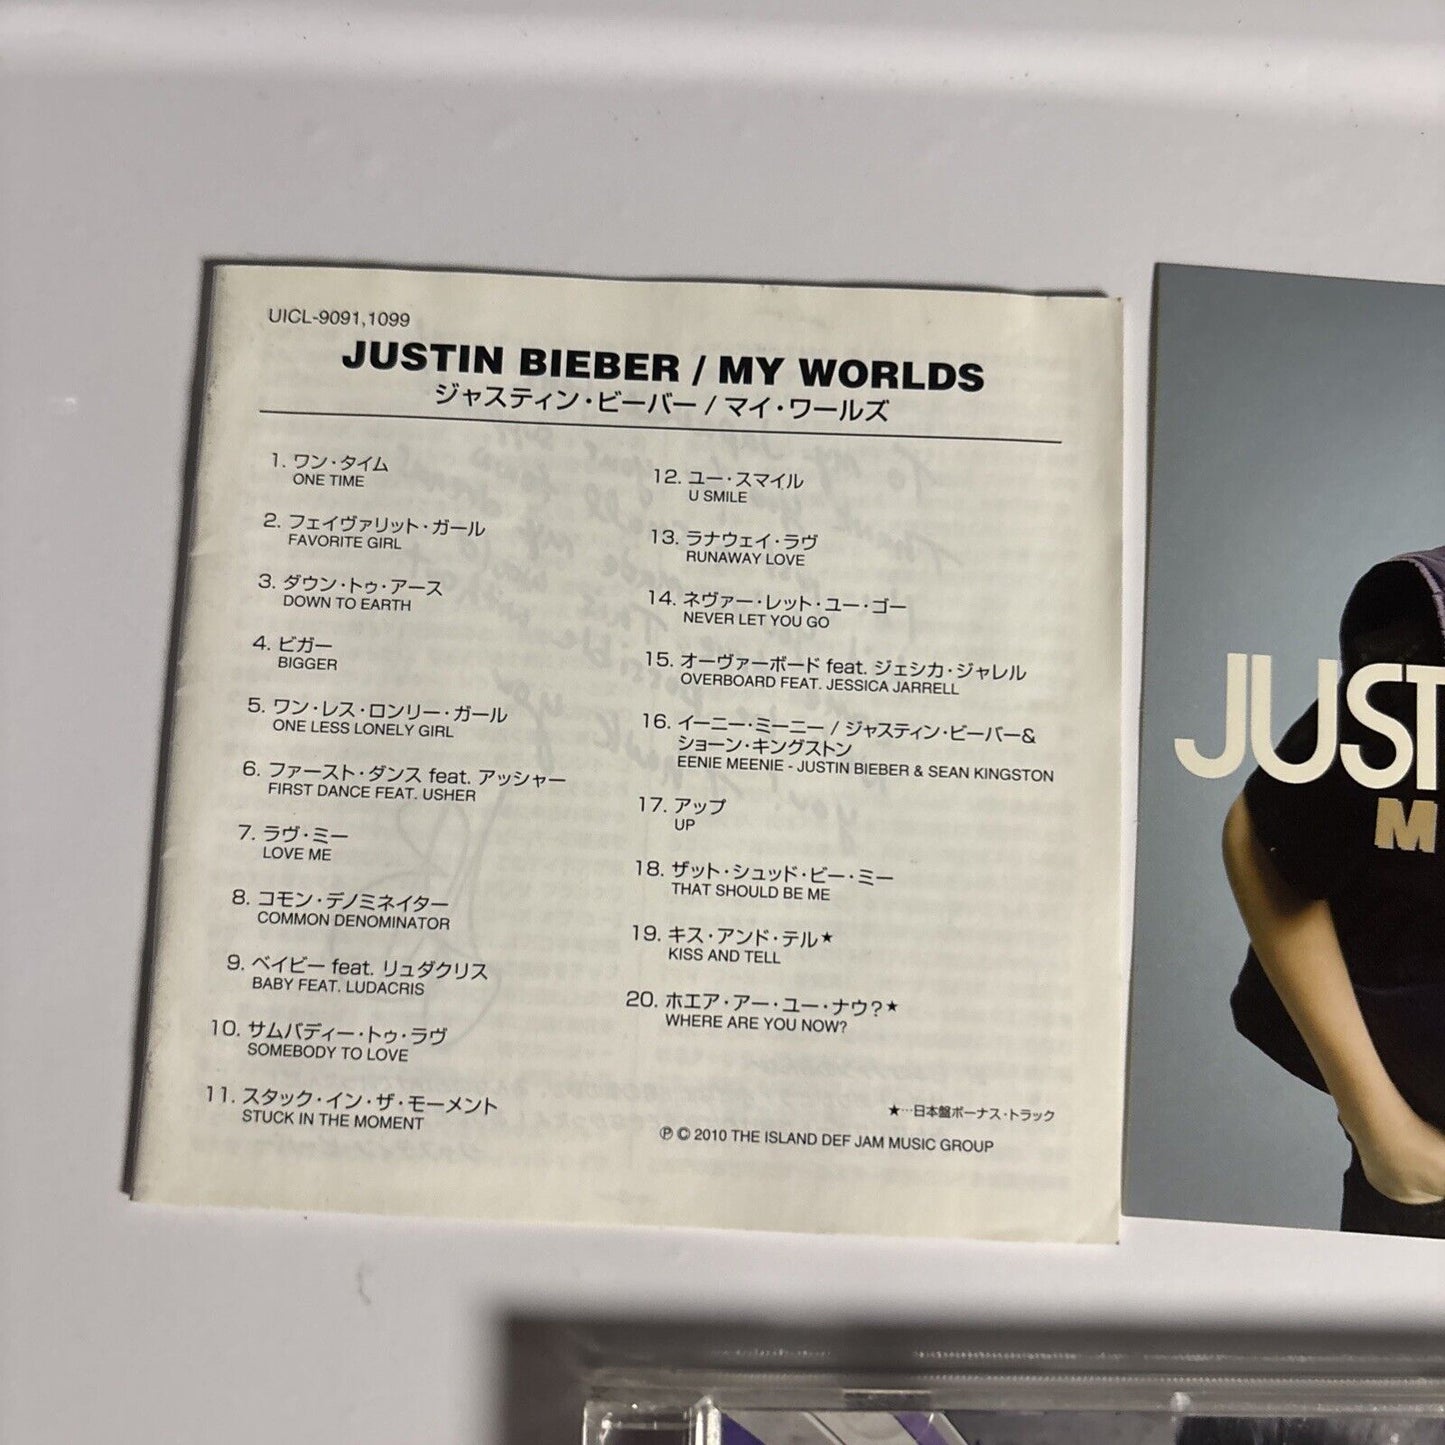 UICL-9091,1099
JUSTIN BIEBER / MY WORLDS
ジャスティン・ビーバー / マイ・ワールズ
1. ワン・タイム
ONE TIME
2. フェイヴァリット・ガール
FAVORITE GIRL
3. ダウン・トゥ・アース
DOWN TO EARTH
4. ビガー
BIGGER
5. ワン・レス・ロンリー・ガール
ONE LESS LONELY GIRL
6. ファースト・ダンス feat. アッシャー
FIRST DANCE FEAT. USHER
7. ラヴ・ミー
LOVE ME
8. コモン・デノミネイター
COMMON DENOMINATOR
9. ベイビー feat. リュダクリス
BABY FEAT. LUDACRIS
10. サムバディー・トゥ・ラヴ
SOMEBODY TO LOVE
11. スタック・イン・ザ・モーメント
STUCK IN THE MOMENT
12. ユー・スマイル
U SMILE
13. ラナウェイ・ラヴ
RUNAWAY LOVE
14. ネヴァー・レット・ユー・ゴー
NEVER LET YOU GO
15. オーヴァーボード feat. ジェシカ・ジャレル
OVERBOARD FEAT. JESSICA JARRELL
16. イーニー・ミーニー / ジャスティン・ビーバー&
ショーン・キングストン
EENIE MEENIE - JUSTIN BIEBER & SEAN KINGSTON
17. アップ
UP
18. ザット・シュッド・ビー・ミー
THAT SHOULD BE ME
19. キス・アンド・テル★
KISS AND TELL
20. ホエア・アー・ユー・ナウ?★
WHERE ARE YOU NOW?
★…日本盤ボーナス・トラック
℗ © 2010 THE ISLAND DEF JAM MUSIC GROUP
JUST
M